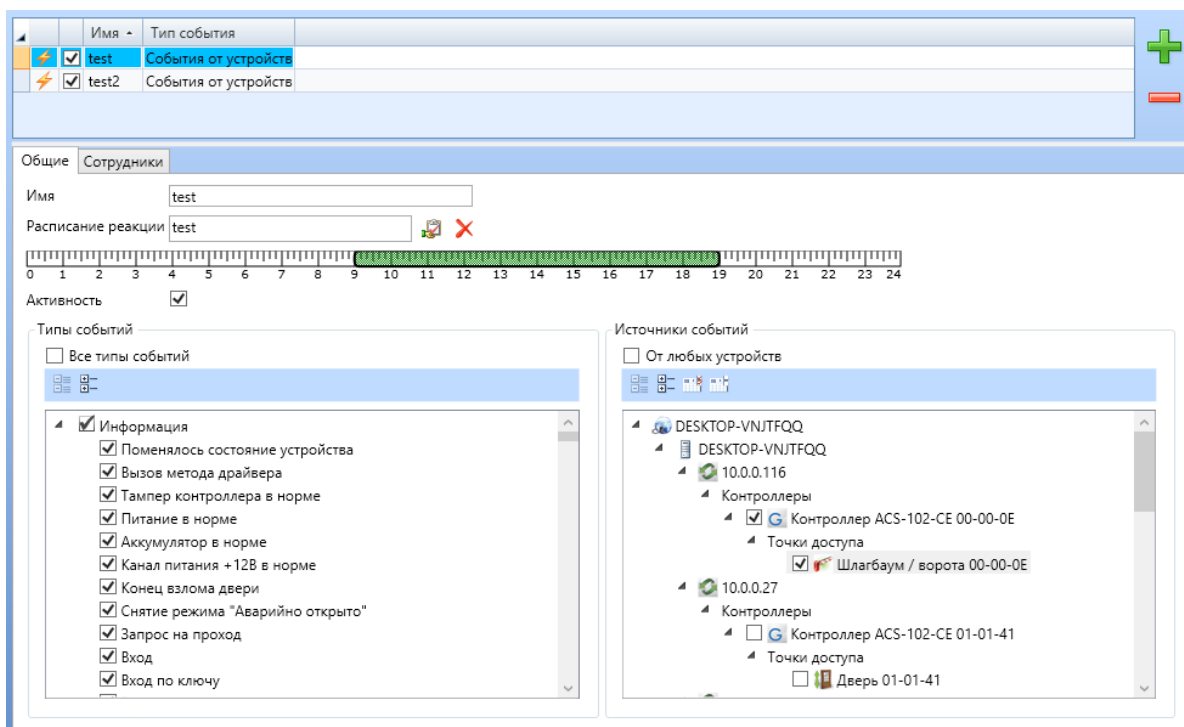 Имя Тип события
test События от устройств
test2 События от устройств
Общие Сотрудники
Имя test
Расписание реакции test
0 1 2 3 4 5 6 7 8 9 10 11 12 13 14 15 16 17 18 19 20 21 22 23 24
Активность
Типы событий
Все типы событий
Информация
Поменялось состояние устройства
Вызов метода драйвера
Тампер контроллера в норме
Питание в норме
Аккумулятор в норме
Канал питания +12В в норме
Конец взлома двери
Снятие режима "Аварийно открыто"
Запрос на проход
Вход
Вход по ключу
Источники событий
От любых устройств
DESKTOP-VNJTFQQ
DESKTOP-VNJTFQQ
10.0.0.116
Контроллеры
Контроллер ACS-102-CE 00-00-0E
Точки доступа
Шлагбаум / ворота 00-00-0E
10.0.0.27
Контроллеры
Контроллер ACS-102-CE 01-01-41
Точки доступа
Дверь 01-01-41